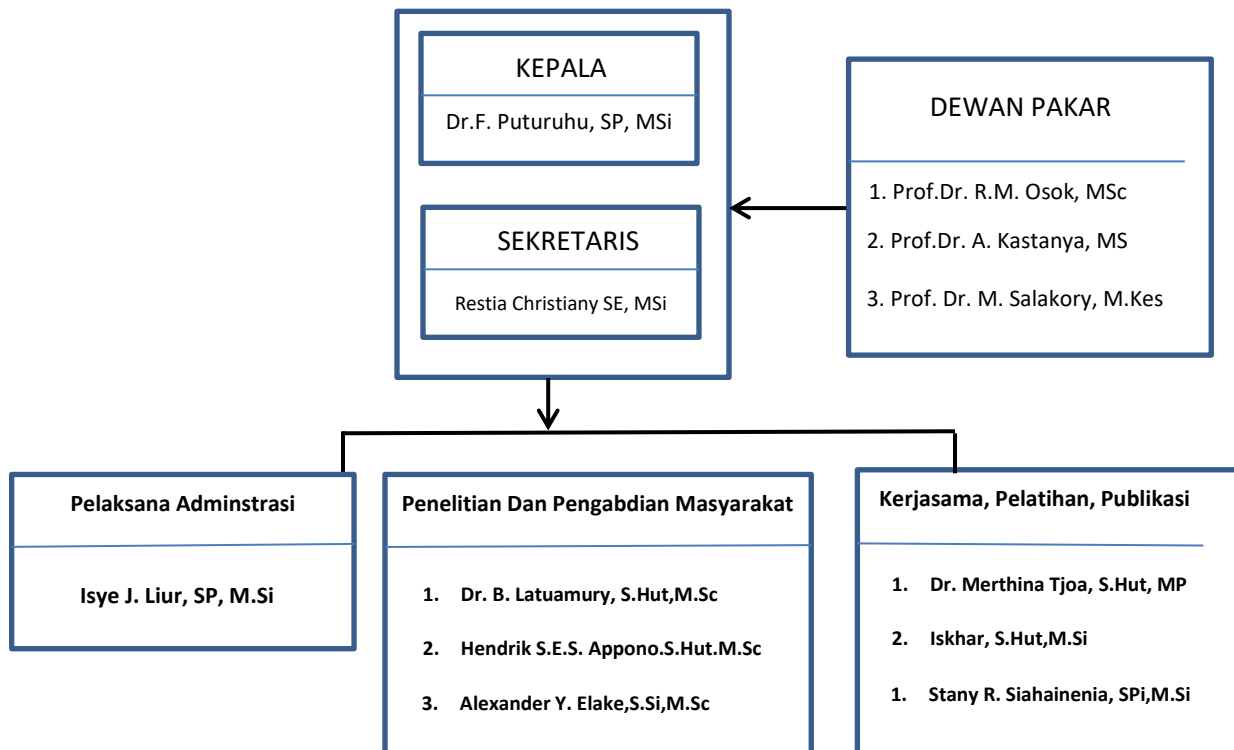 KEPALA
Dr.F. Puturuhu, SP, MSi
SEKRETARIS
Restia Christiany SE, MSi
DEWAN PAKAR
1. Prof.Dr. R.M. Osok, MSc
2. Prof.Dr. A. Kastanya, MS
3. Prof. Dr. M. Salakory, M.Kes
Pelaksana Adminstrasi
Isye J. Liur, SP, M.Si
Penelitian Dan Pengabdian Masyarakat
1. Dr. B. Latuamury, S.Hut,M.Sc
2. Hendrik S.E.S. Appono.S.Hut.M.Sc
3. Alexander Y. Elake,S.Si,M.Sc
Kerjasama, Pelatihan, Publikasi
1. Dr. Merthina Tjoa, S.Hut, MP
2. Iskhar, S.Hut,M.Si
1. Stany R. Siahainenia, SPi,M.Si